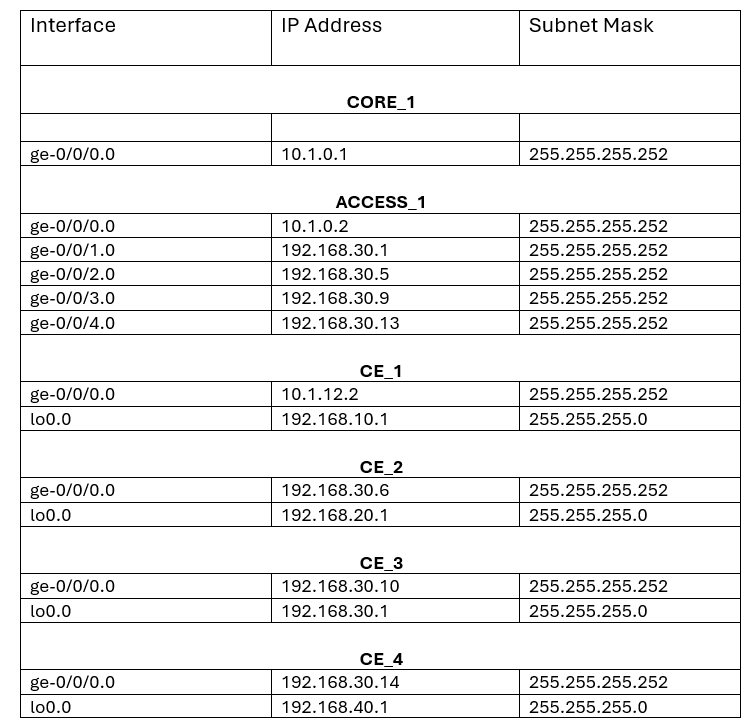 Interface IP Address Subnet Mask
CORE_1
ge-0/0/0.0 10.1.0.1 255.255.255.252
ACCESS_1
ge-0/0/0.0 10.1.0.2 255.255.255.252
ge-0/0/1.0 192.168.30.1 255.255.255.252
ge-0/0/2.0 192.168.30.5 255.255.255.252
ge-0/0/3.0 192.168.30.9 255.255.255.252
ge-0/0/4.0 192.168.30.13 255.255.255.252
CE_1
ge-0/0/0.0 10.1.12.2 255.255.255.252
lo0.0 192.168.10.1 255.255.255.0
CE_2
ge-0/0/0.0 192.168.30.6 255.255.255.252
lo0.0 192.168.20.1 255.255.255.0
CE_3
ge-0/0/0.0 192.168.30.10 255.255.255.252
lo0.0 192.168.30.1 255.255.255.0
CE_4
ge-0/0/0.0 192.168.30.14 255.255.255.252
lo0.0 192.168.40.1 255.255.255.0